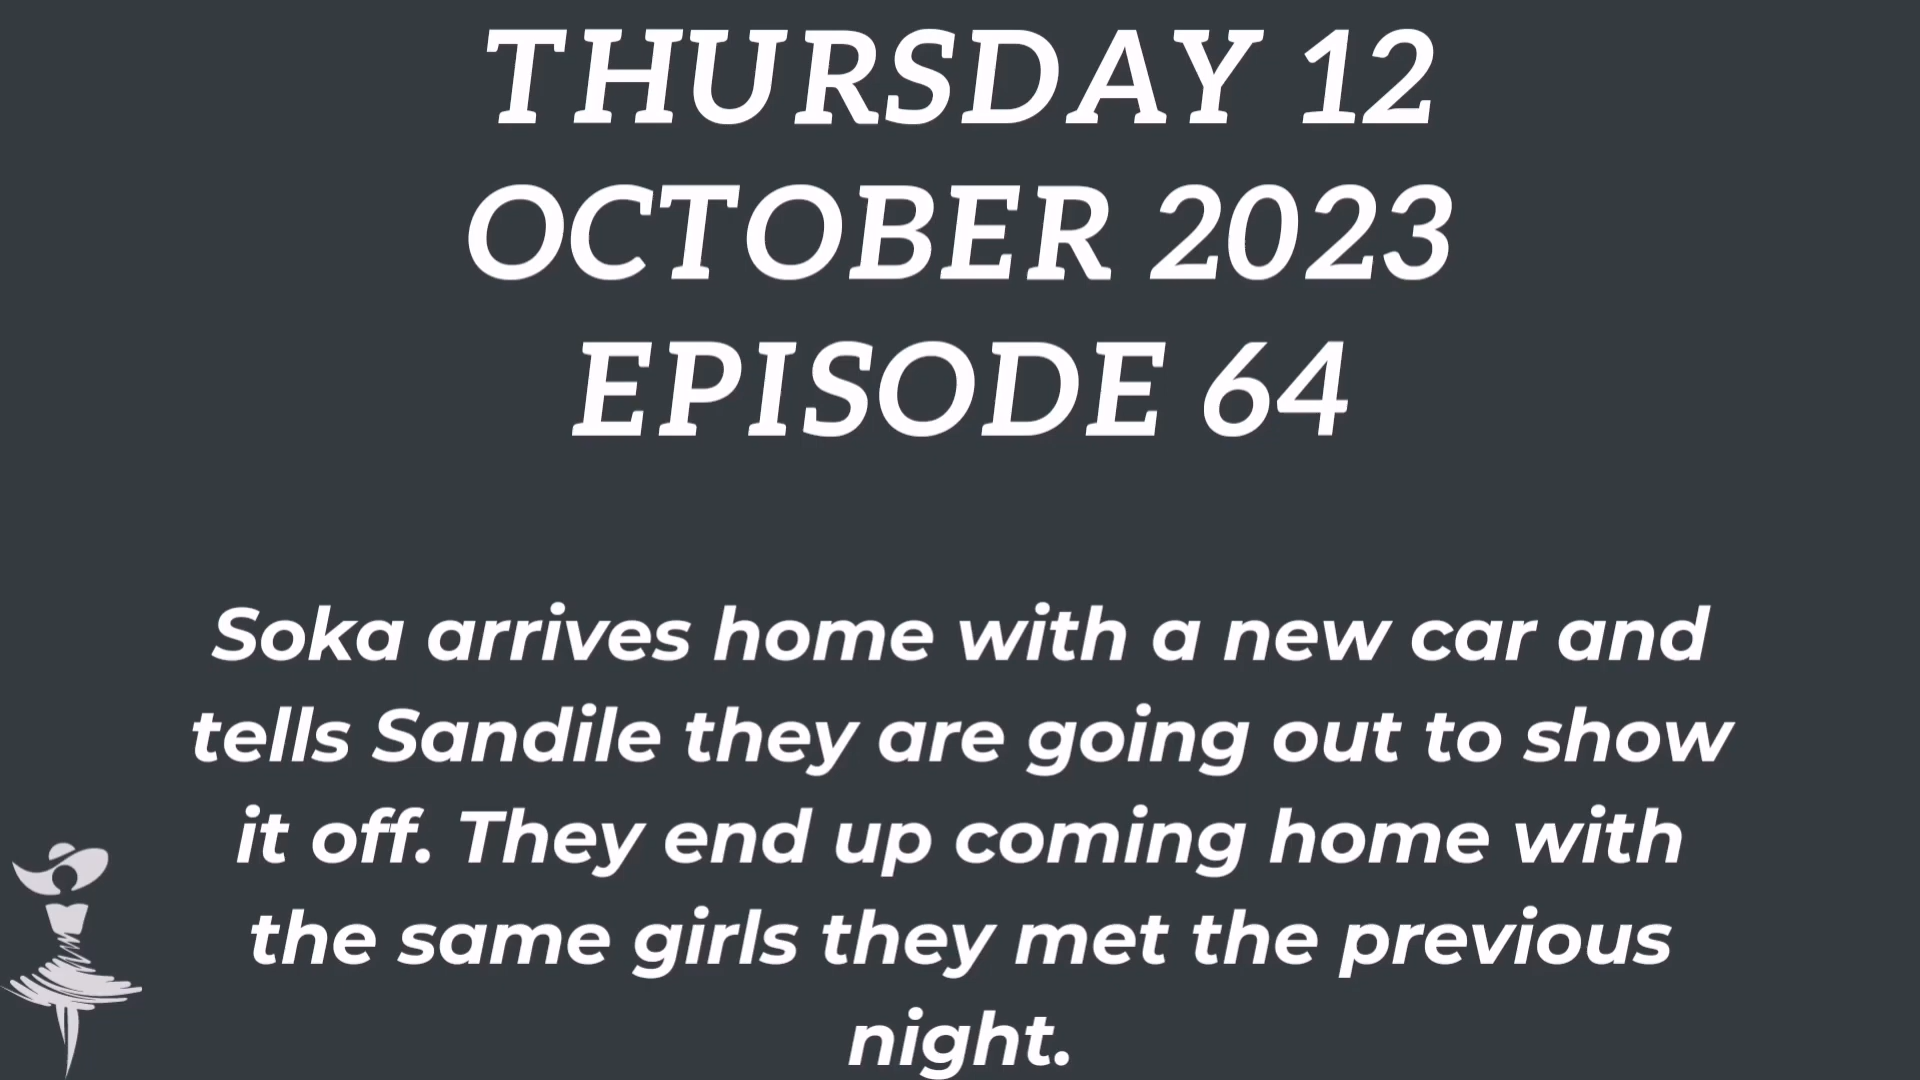 THURSDAY 12
OCTOBER 2023
EPISODE 64
Soka arrives home with a new car and
tells Sandile they are going out to show
it off. They end up coming home with
the same girls they met the previous
night.